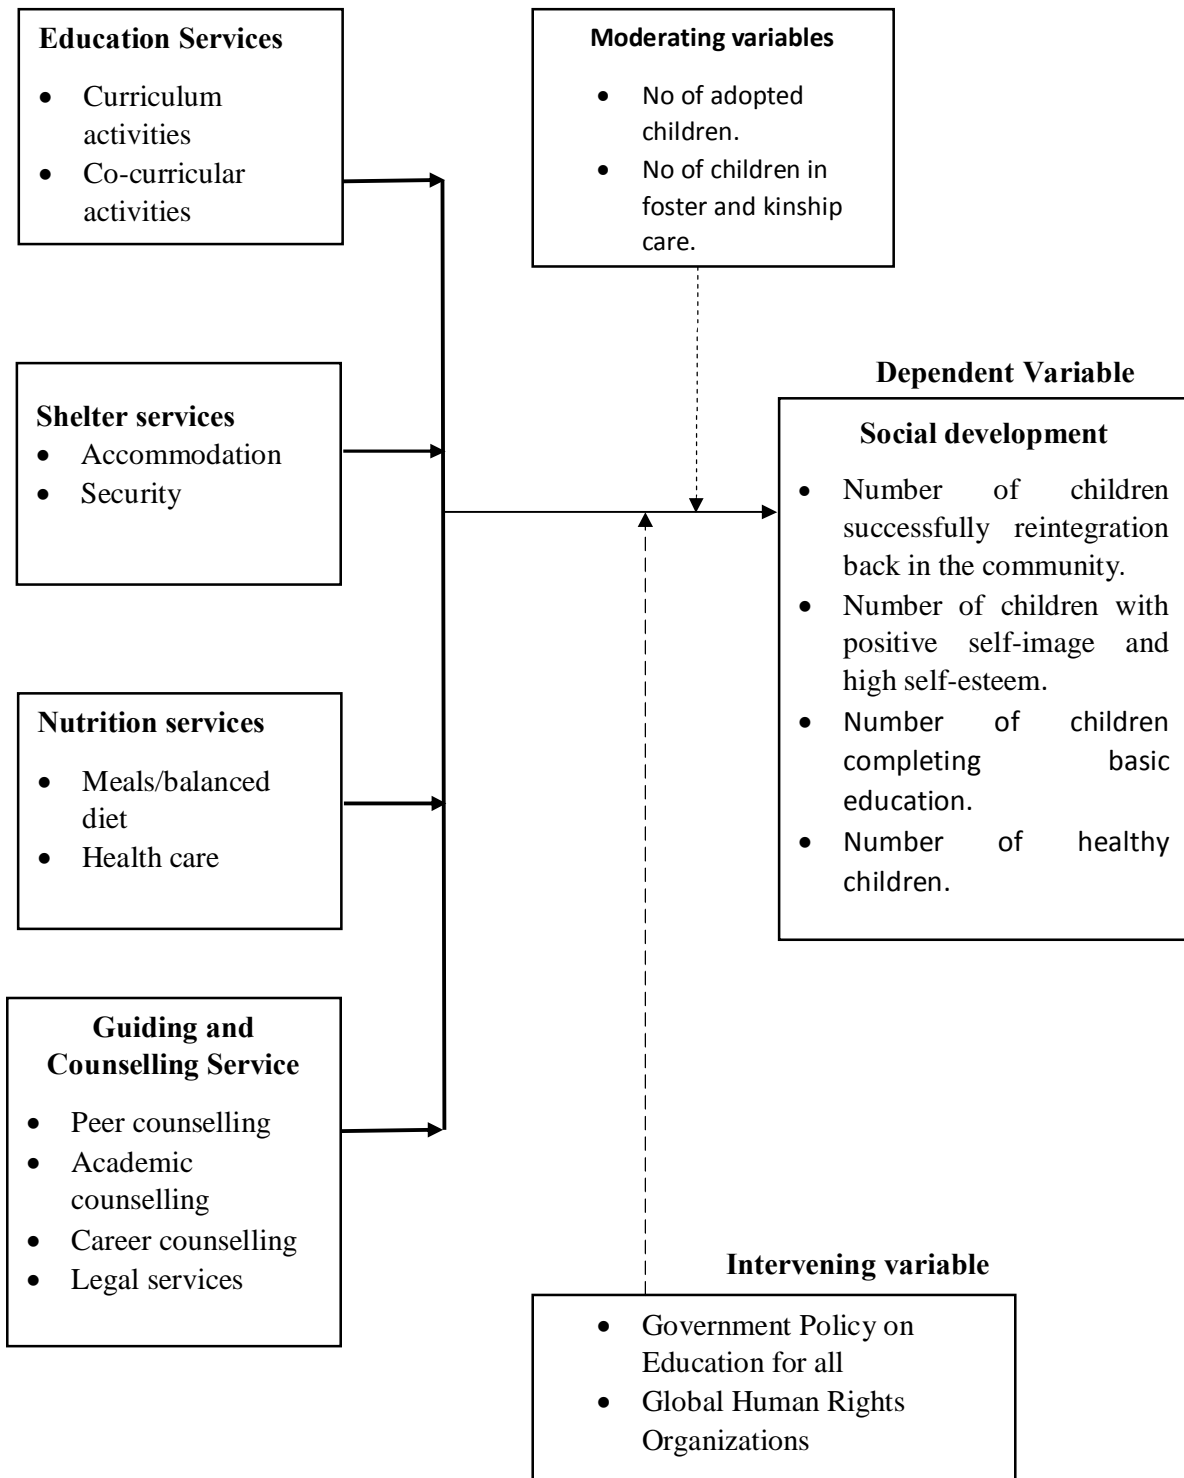 Education Services
• Curriculum
activities
• Co-curricular
activities
Moderating variables
• No of adopted
children.
• No of children in
foster and kinship
care.
Shelter services
• Accommodation
• Security
Dependent Variable
Social development
• Number of children
successfully reintegration
back in the community.
• Number of children with
positive self-image and
high self-esteem.
• Number of children
completing basic
education.
• Number of healthy
children.
Nutrition services
• Meals/balanced
diet
• Health care
Guiding and
Counselling Service
• Peer counselling
• Academic
counselling
• Career counselling
• Legal services
Intervening variable
• Government Policy on
Education for all
• Global Human Rights
Organizations